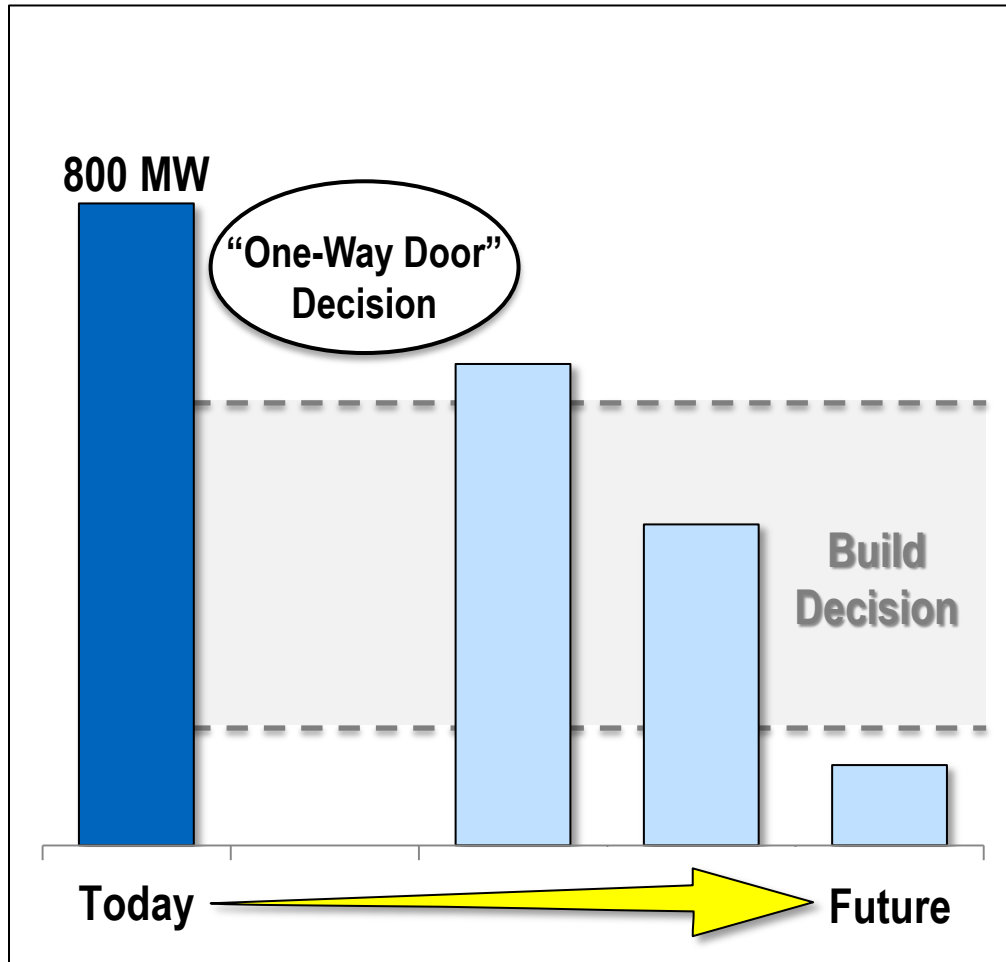 800 MW
“One-Way Door”
Decision
Build
Decision
Today
Future